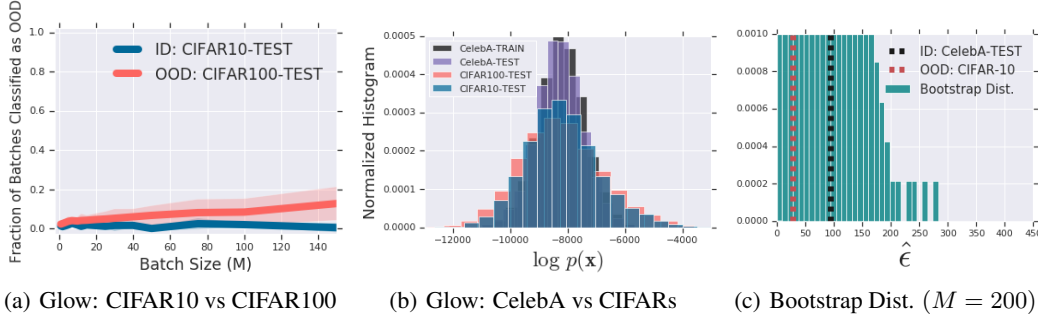 Fraction of Batches Classified as OOD
1.0
0.8
0.6
0.4
0.2
0.0
ID: CIFAR10-TEST
OOD: CIFAR100-TEST
0 20 40 60 80 100 120 140
Batch Size (M)
(a) Glow: CIFAR10 vs CIFAR100
Normalized Histogram
0.0005
0.0004
0.0003
0.0002
0.0001
0.0000
CelebA-TRAIN
CelebA-TEST
CIFAR100-TEST
CIFAR10-TEST
−12000 −10000 −8000 −6000 −4000
log p(x)
(b) Glow: CelebA vs CIFARs
0.0010
0.0008
0.0006
0.0004
0.0002
0.0000
ID: CelebA-TEST
OOD: CIFAR-10
Bootstrap Dist.
0 50 100 150 200 250 300 350 400 450
ϵ̂
(c) Bootstrap Dist. (M = 200)